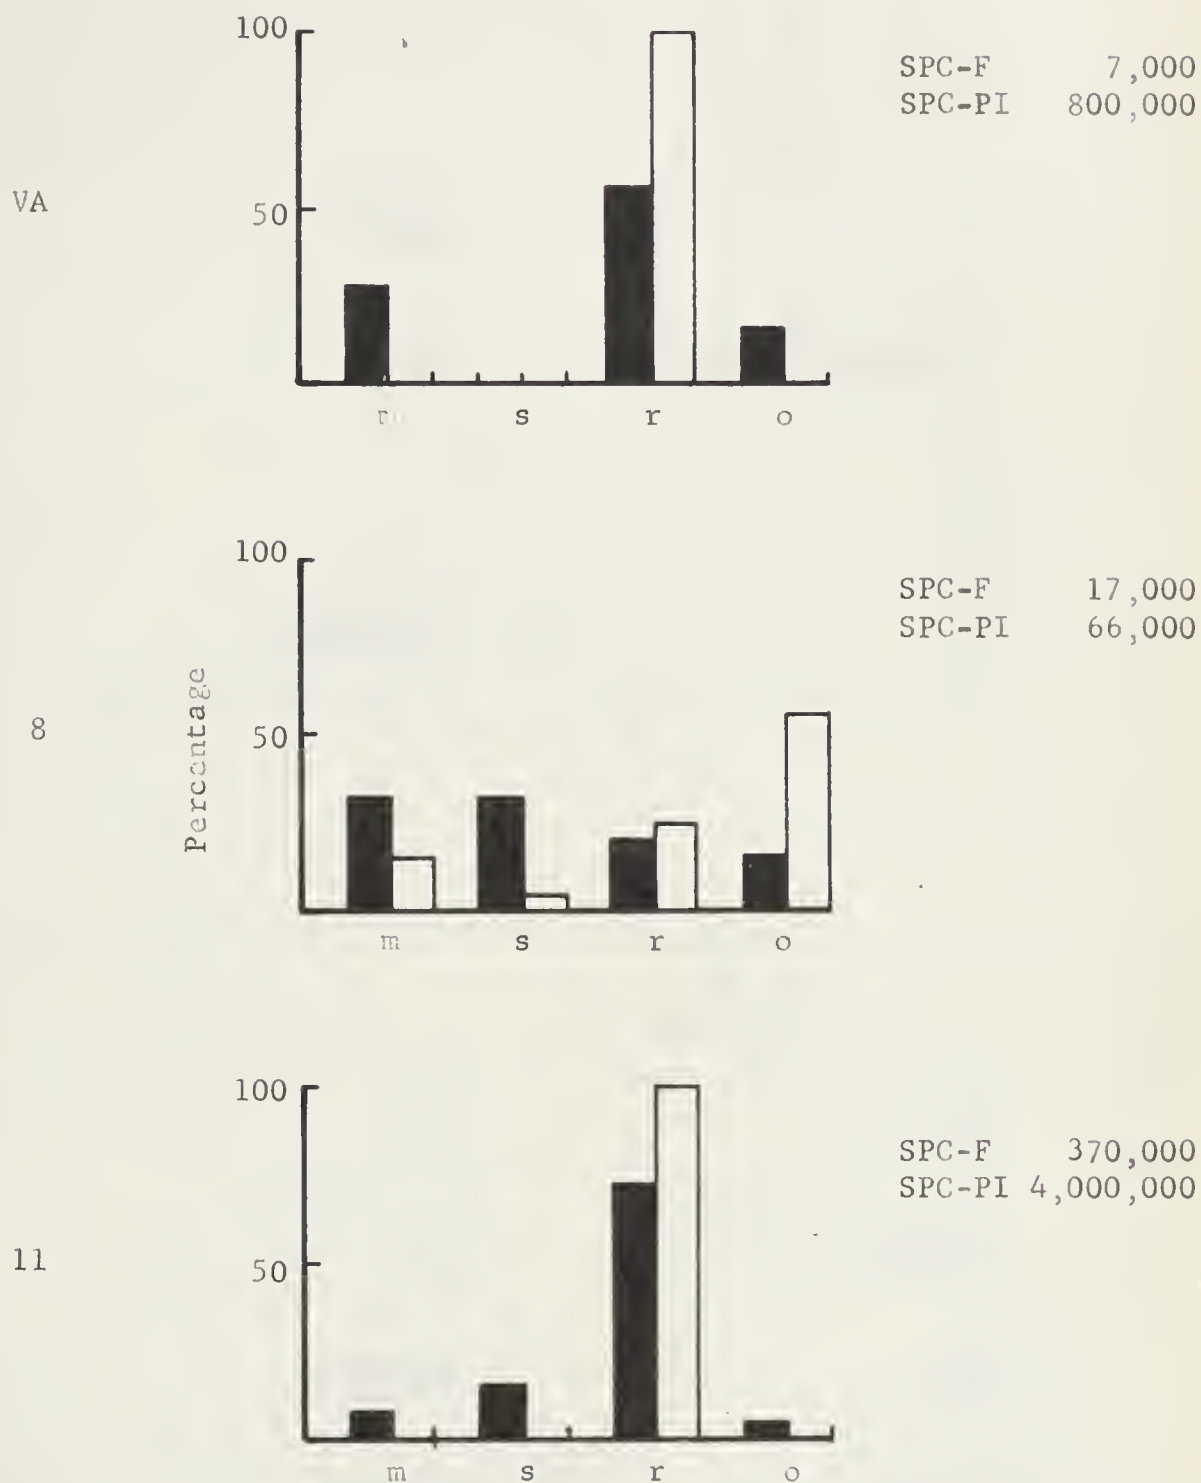 100
SPC-F 7,000
SPC-PI 800,000
VA
50
s r o
100
SPC-F 17,000
SPC-PI 66,000
Percentage
8
50
m s r o
100
SPC-F 370,000
SPC-PI 4,000,000
11
50
m s r o